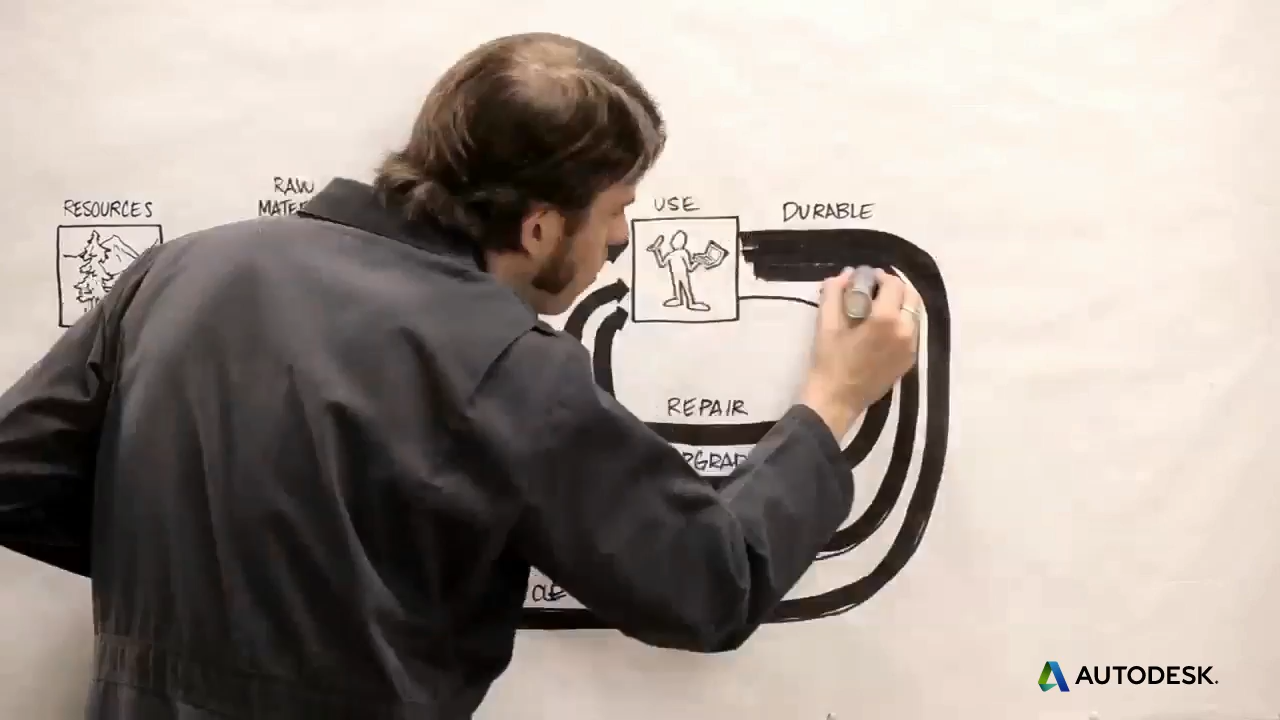 RESOURCES
RAW
USE
DURABLE
REPAIR
AUTODESK.